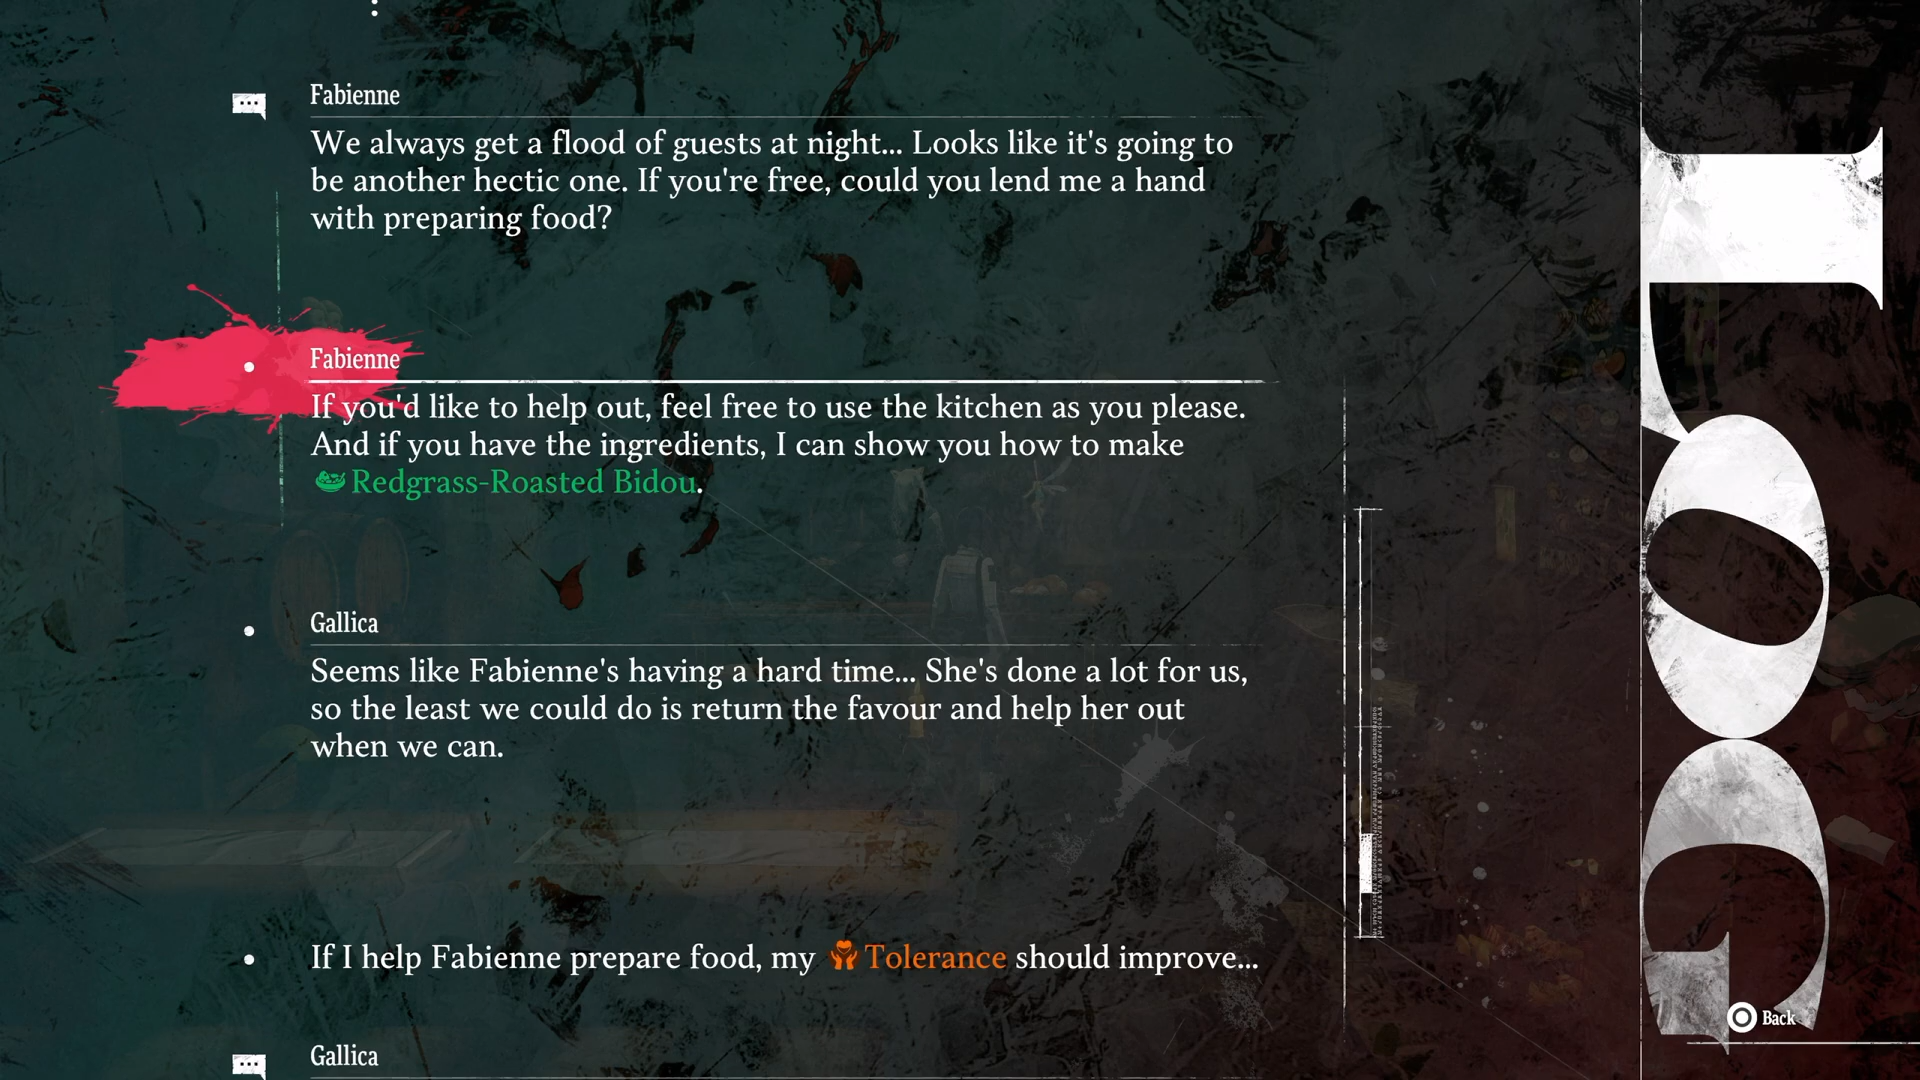 Fabienne
We always get a flood of guests at night... Looks like it's going to
be another hectic one. If you're free, could you lend me a hand
with preparing food?
Fabienne
If you'd like to help out, feel free to use the kitchen as you please.
And if you have the ingredients, I can show you how to make
Redgrass-Roasted Bidou.
Gallica
Seems like Fabienne's having a hard time... She's done a lot for us,
so the least we could do is return the favour and help her out
when we can.
If I help Fabienne prepare food, my Tolerance should improve...
Gallica
LOG
Back